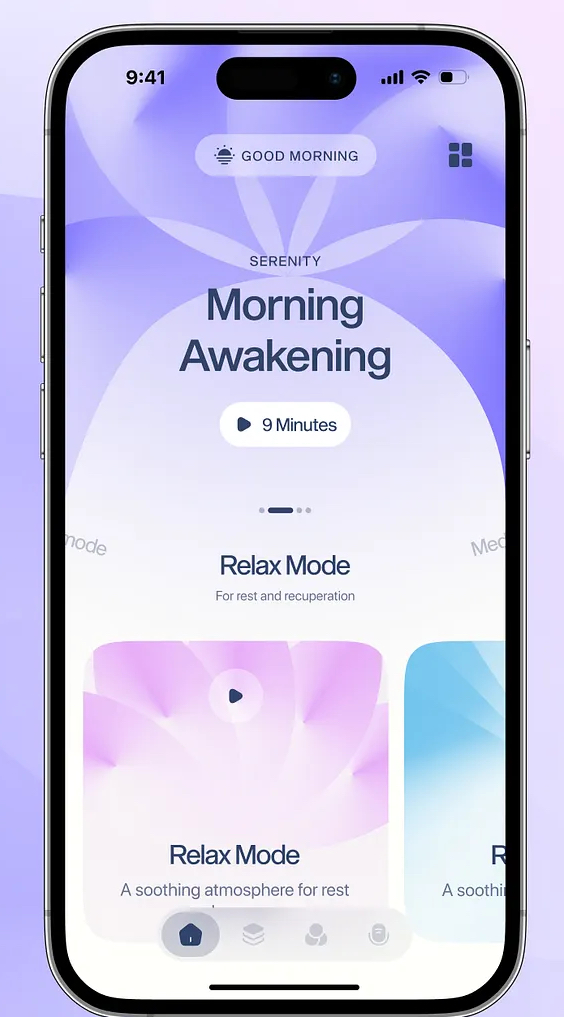 9:41
GOOD MORNING
SERENITY
Morning
Awakening
9 Minutes
mode
Med
Relax Mode
For rest and recuperation
Relax Mode
R
A soothing atmosphere for rest
A soothin